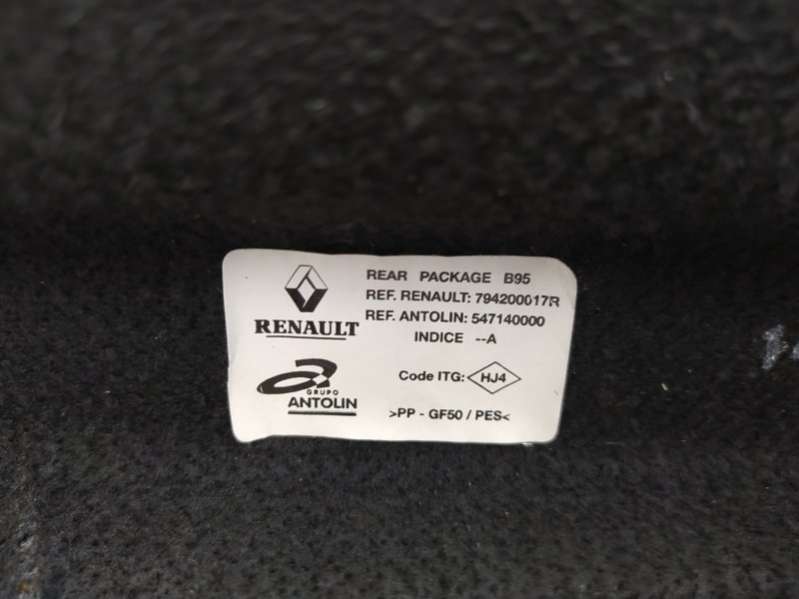 RENAULT
REAR PACKAGE B95
REF. RENAULT: 794200017R
REF. ANTOLIN: 547140000
INDICE --A
GRUPO
ANTOLIN
Code ITG: HJ4
>PP - GF50 / PES<